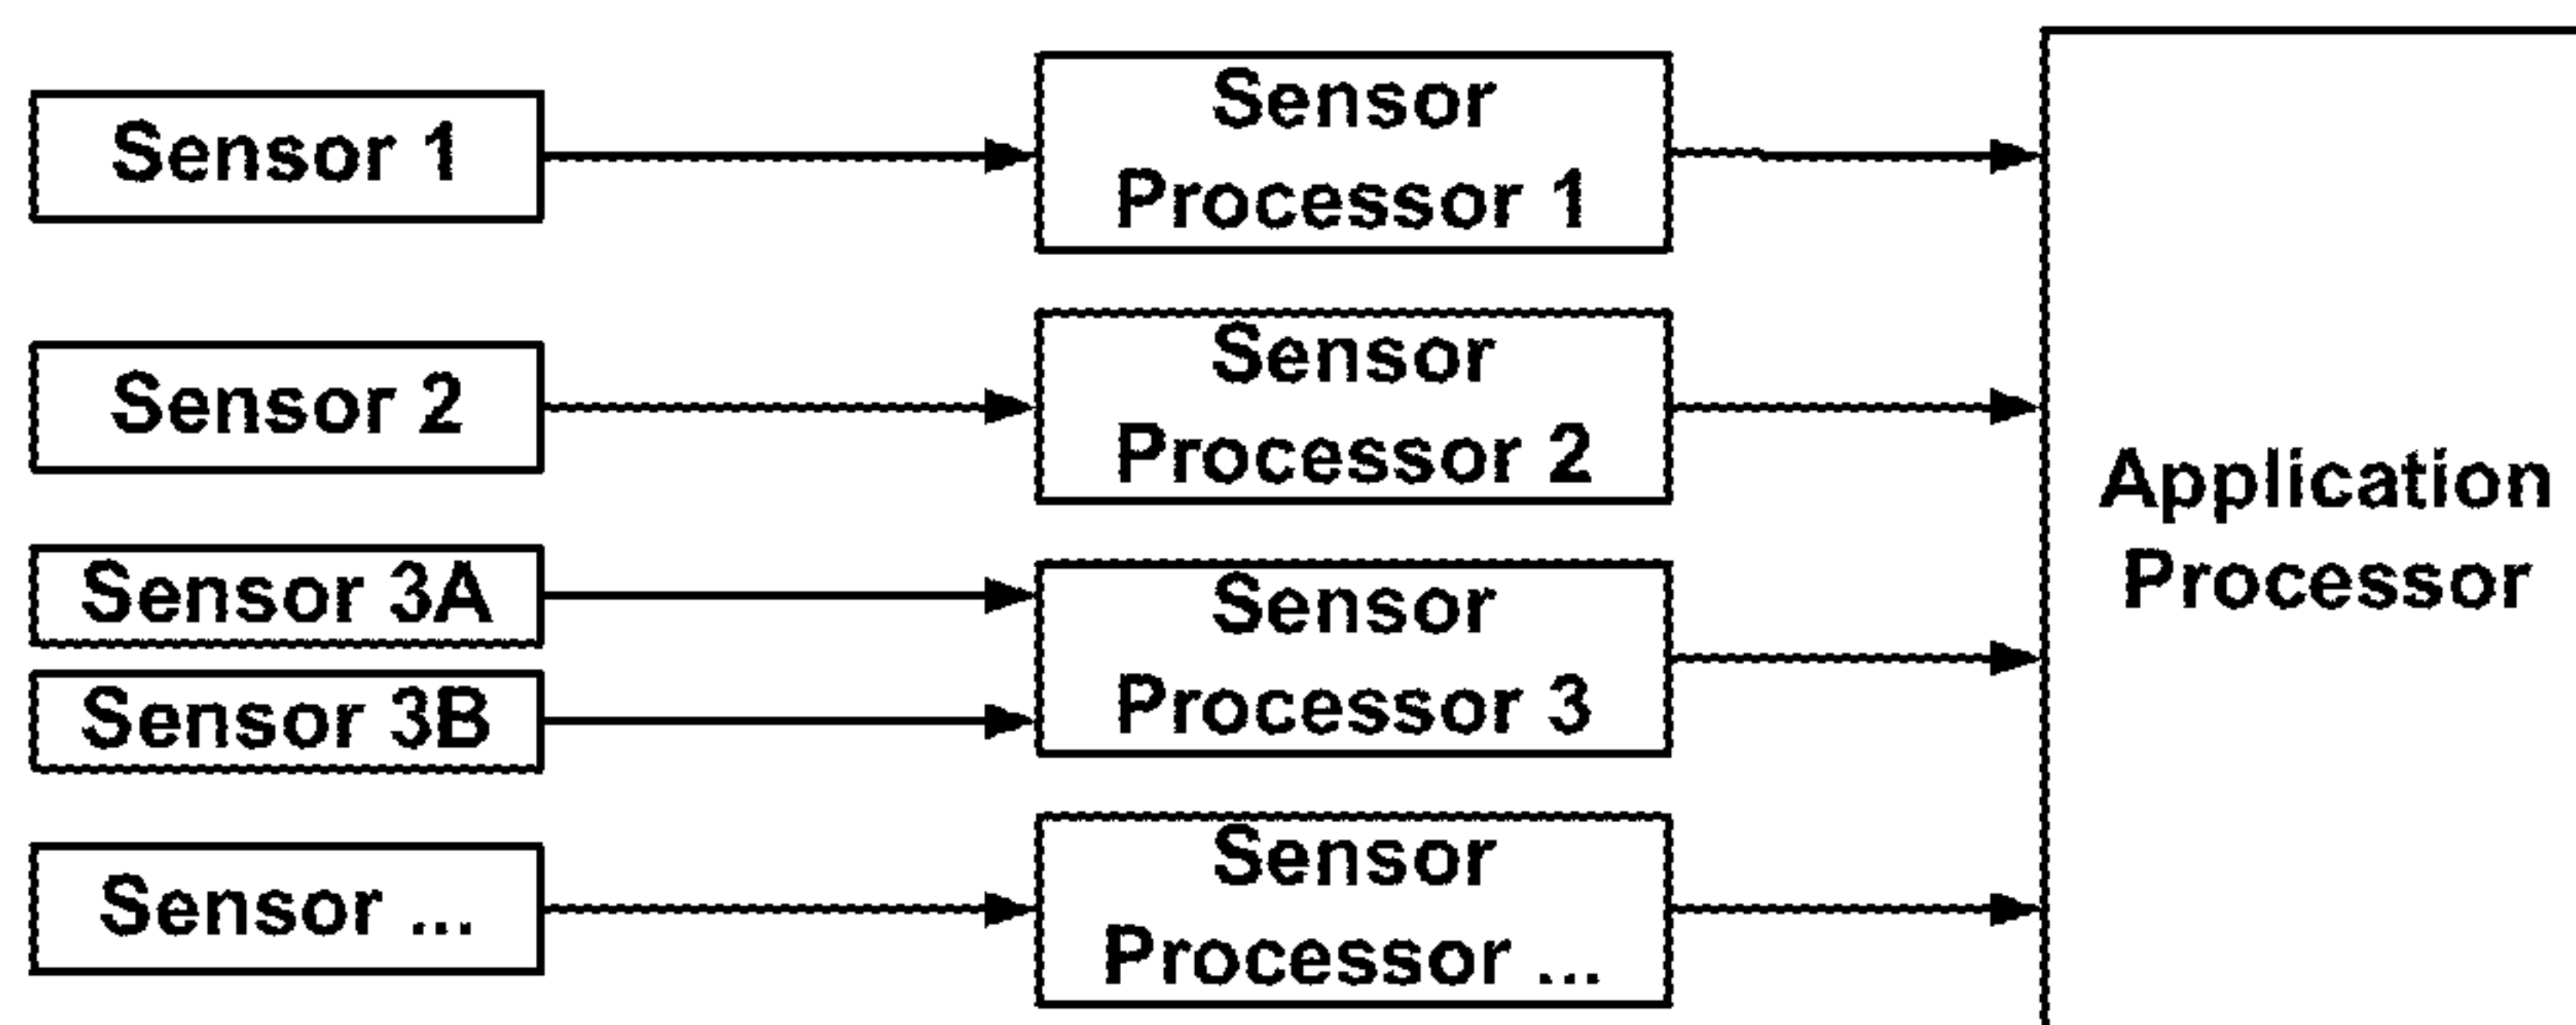 Sensor 1
Sensor
Processor 1
Sensor 2
Sensor
Processor 2
Sensor 3A
Sensor 3B
Sensor
Processor 3
Sensor ...
Sensor
Processor ...
Application
Processor